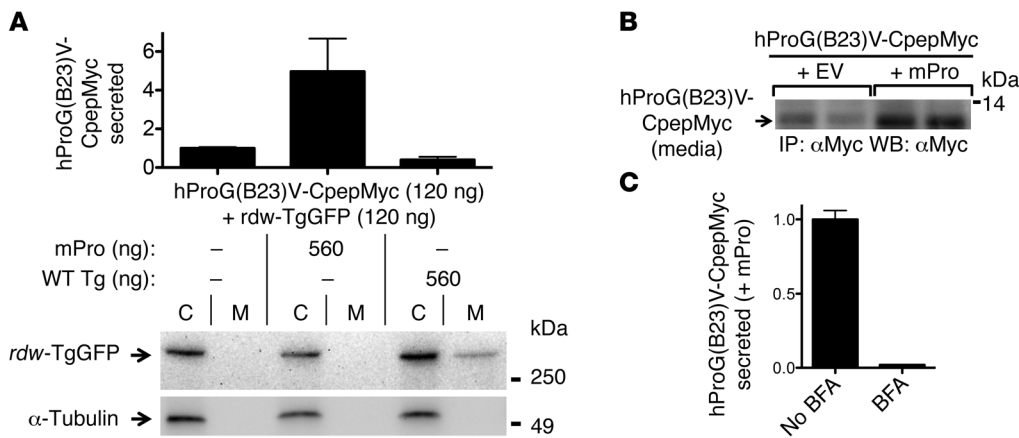 A
hProG(B23)V-
CpepMyc
secreted
6
4
2
0
hProG(B23)V-CpepMyc (120 ng)
+ rdw-TgGFP (120 ng)
mPro (ng): – 560 –
WT Tg (ng): – – 560
C M C M C M
kDa
rdw-TgGFP
250
α-Tubulin
49
B
hProG(B23)V-CpepMyc
+ EV + mPro
kDa
14
hProG(B23)V-
CpepMyc
(media)
IP: αMyc WB: αMyc
C
hProG(B23)V-CpepMyc
secreted (+ mPro)
1.0
0.5
0.0
No BFA
BFA